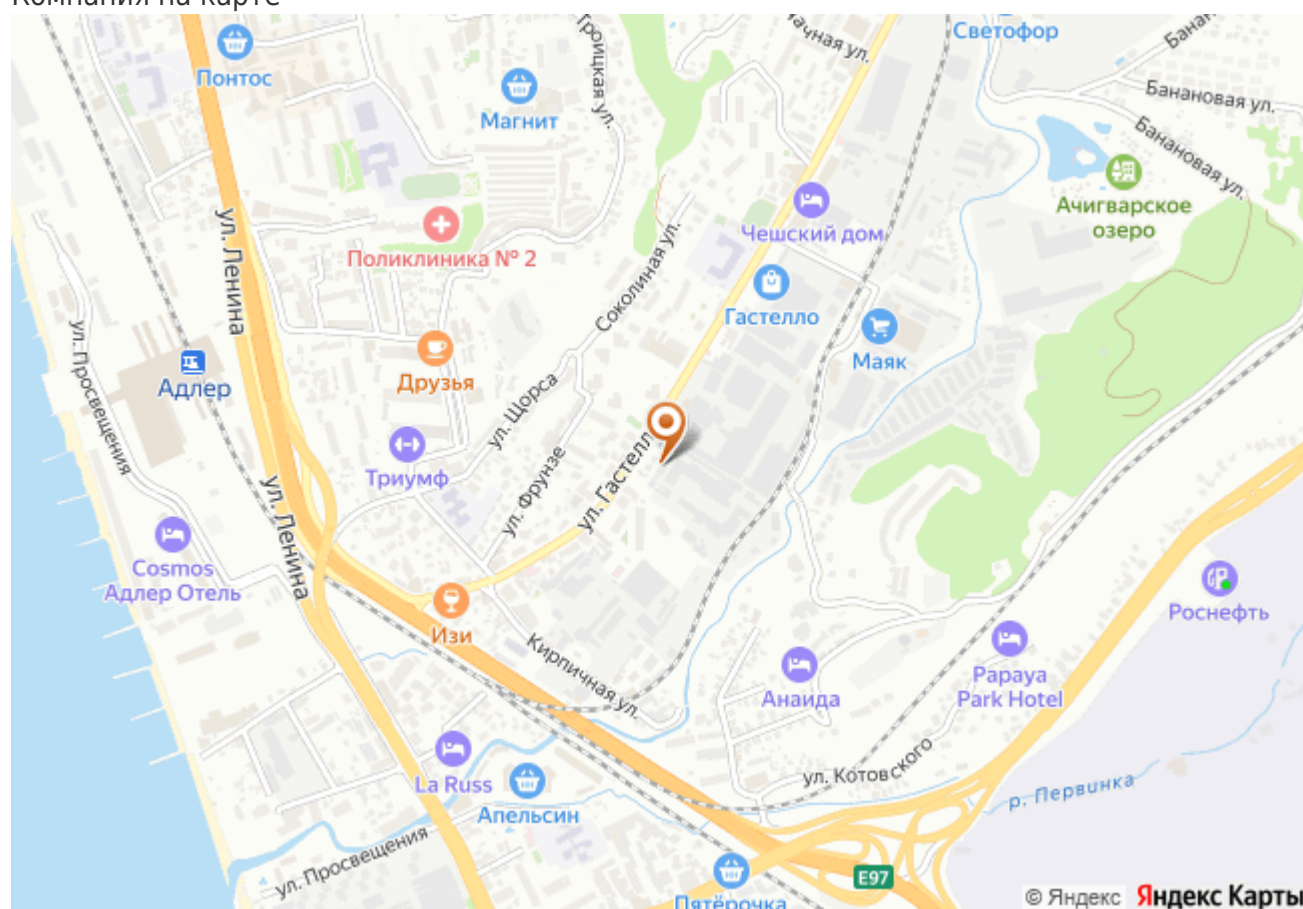 Компания на карте
Понтос
Магнит
Троицкая ул.
Светофор
Банановая ул.
Банановая ул.
Ачигварское
озеро
ул. Ленина
Поликлиника № 2
Чешский дом
Соколиная ул.
Гастелло
Маяк
ул. Просвещения
Адлер
Друзья
ул. Щорса
Триумф
ул. Фрунзе
ул. Гастелл
ул. Ленина
Cosmos
Адлер Отель
Изи
Роснефть
Кирпичная ул.
Анаида
Papaya
Park Hotel
La Russ
ул. Котовского
р. Первинка
Апельсин
ул. Просвещения
Пятёрочка
E97
© Яндекс Яндекс Карты